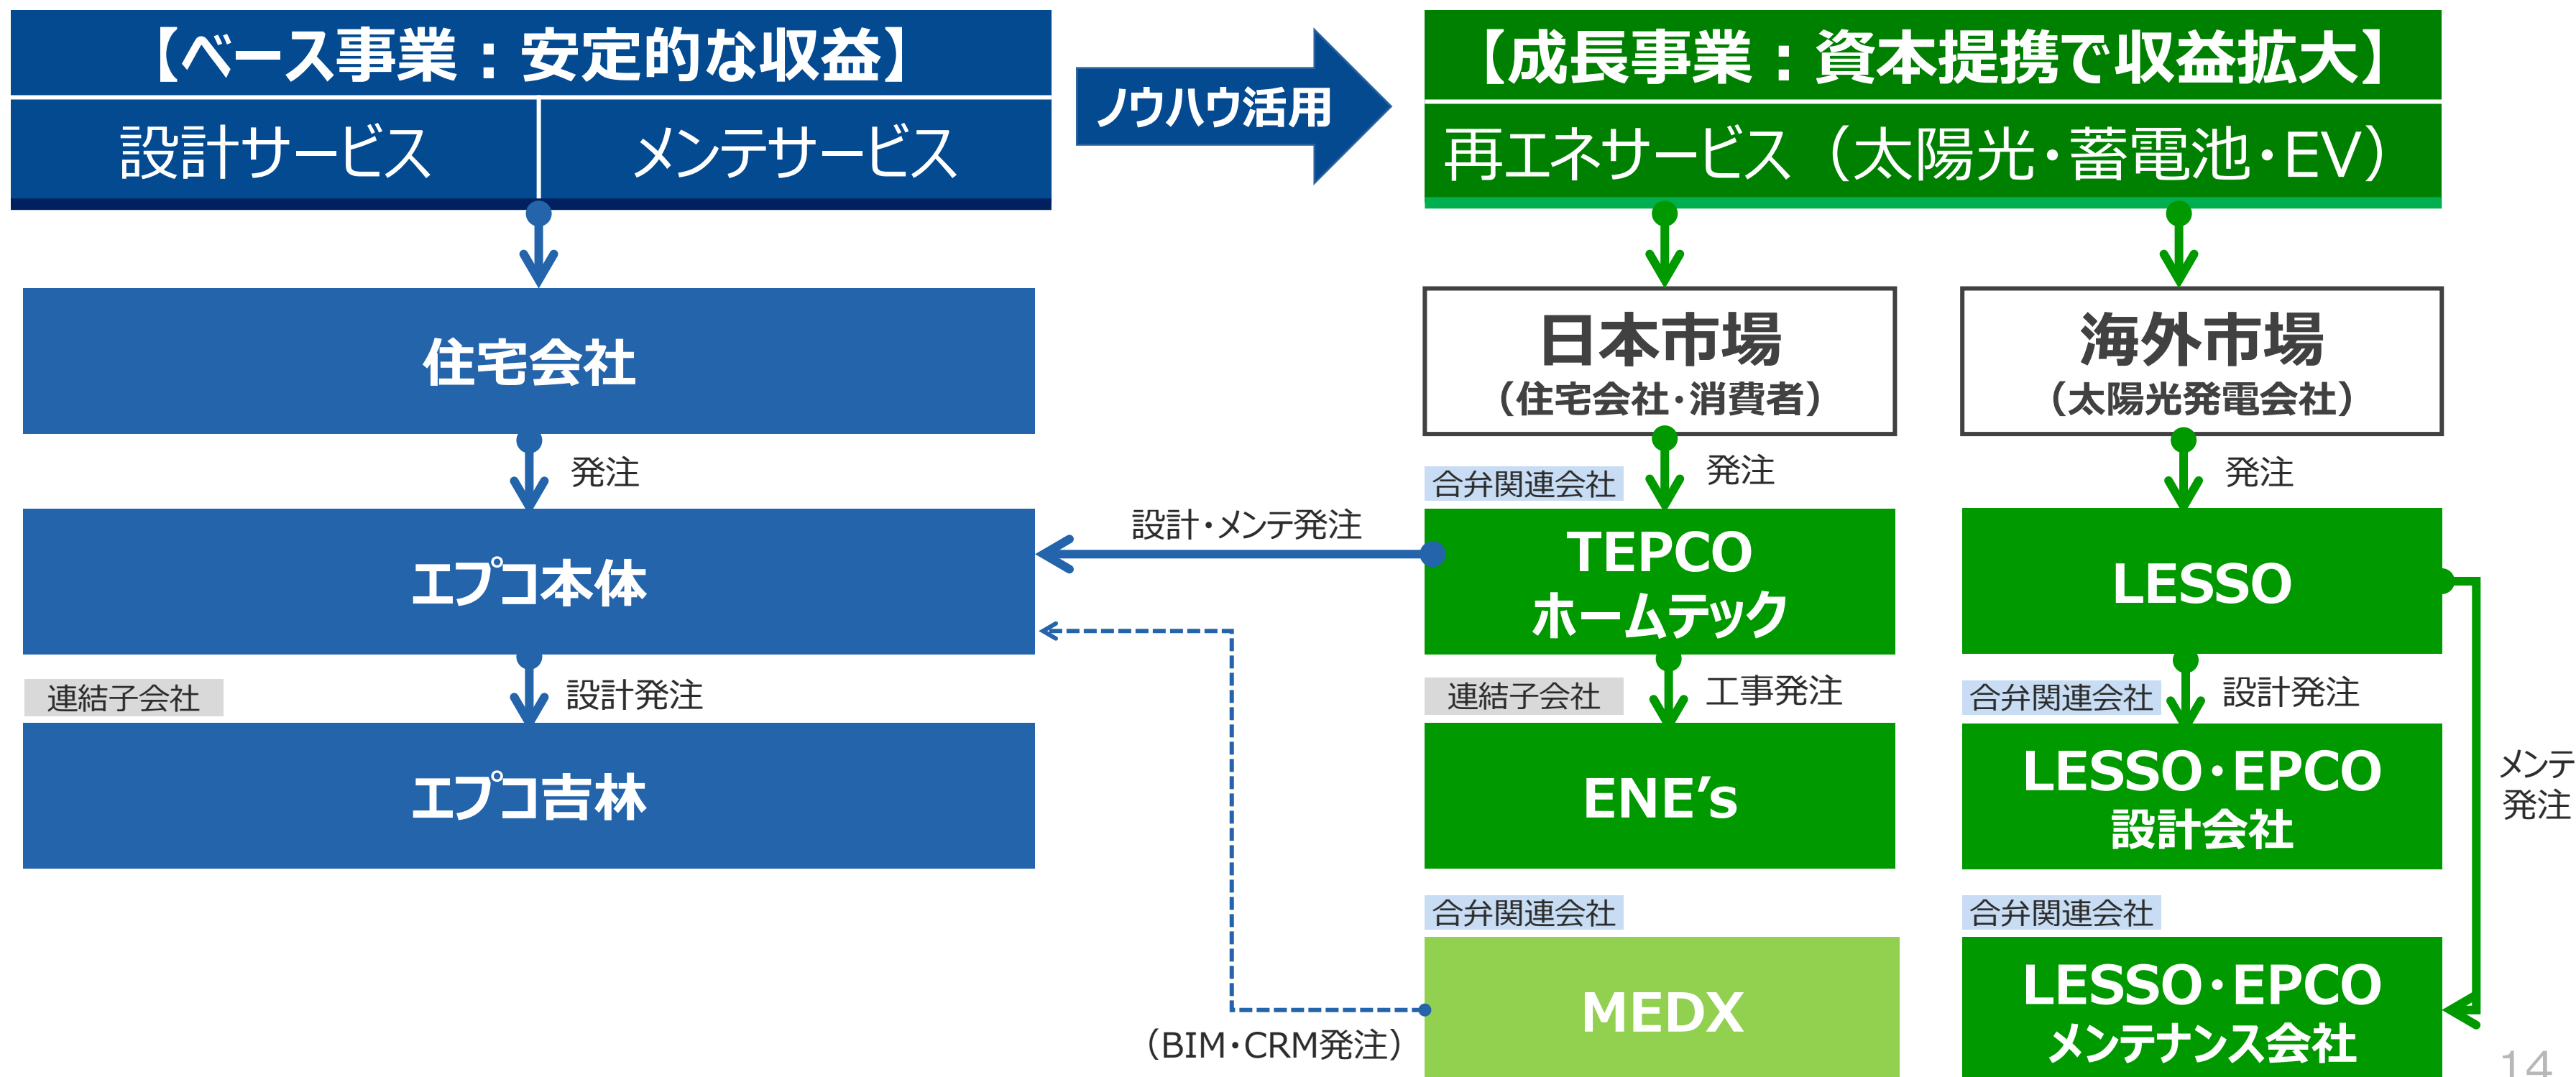 【ベース事業:安定的な収益】
設計サービス
メンテサービス
ノウハウ活用
【成長事業:資本提携で収益拡大】
再エネサービス(太陽光・蓄電池・EV)
住宅会社
発注
エプコ本体
設計発注
連結子会社
エプコ吉林
設計・メンテ発注
(BIM・CRM発注)
日本市場
(住宅会社・消費者)
発注
合弁関連会社
TEPCO
ホームテック
工事発注
連結子会社
ENE’s
合弁関連会社
MEDX
海外市場
(太陽光発電会社)
発注
LESSO
設計発注
合弁関連会社
LESSO・EPCO
設計会社
メンテ
発注
合弁関連会社
LESSO・EPCO
メンテナンス会社
14